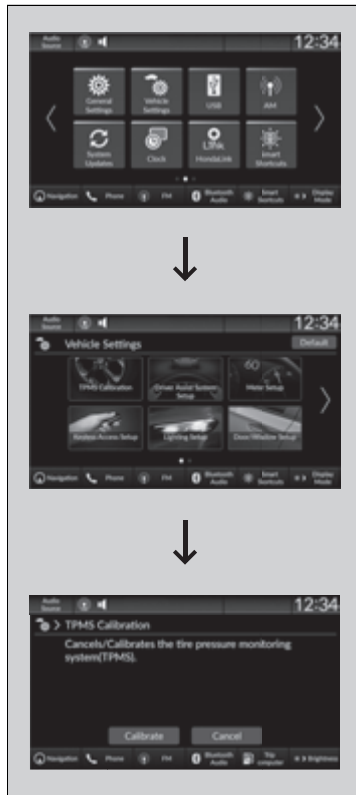 Audio
Source
12:34
General
Settings
Vehicle
Settings
USB
AM
System
Updates
Clock
Link
HondaLink
Smart
Shortcuts
Navigation
Phone
FM
Bluetooth
Audio
Smart
Shortcuts
Display
Mode
Audio
Source
12:34
Vehicle Settings
Default
TPMS Calibration
Driver Assist System
Setup
60
Meter Setup
Keyless Access Setup
Lighting Setup
Door/Window Setup
Navigation
Phone
FM
Bluetooth
Audio
Smart
Shortcuts
Display
Mode
Audio
Source
12:34
TPMS Calibration
Cancels/Calibrates the tire pressure monitoring
system(TPMS).
Calibrate
Cancel
Navigation
Phone
FM
Bluetooth
Audio
Trip
computer
Brightness